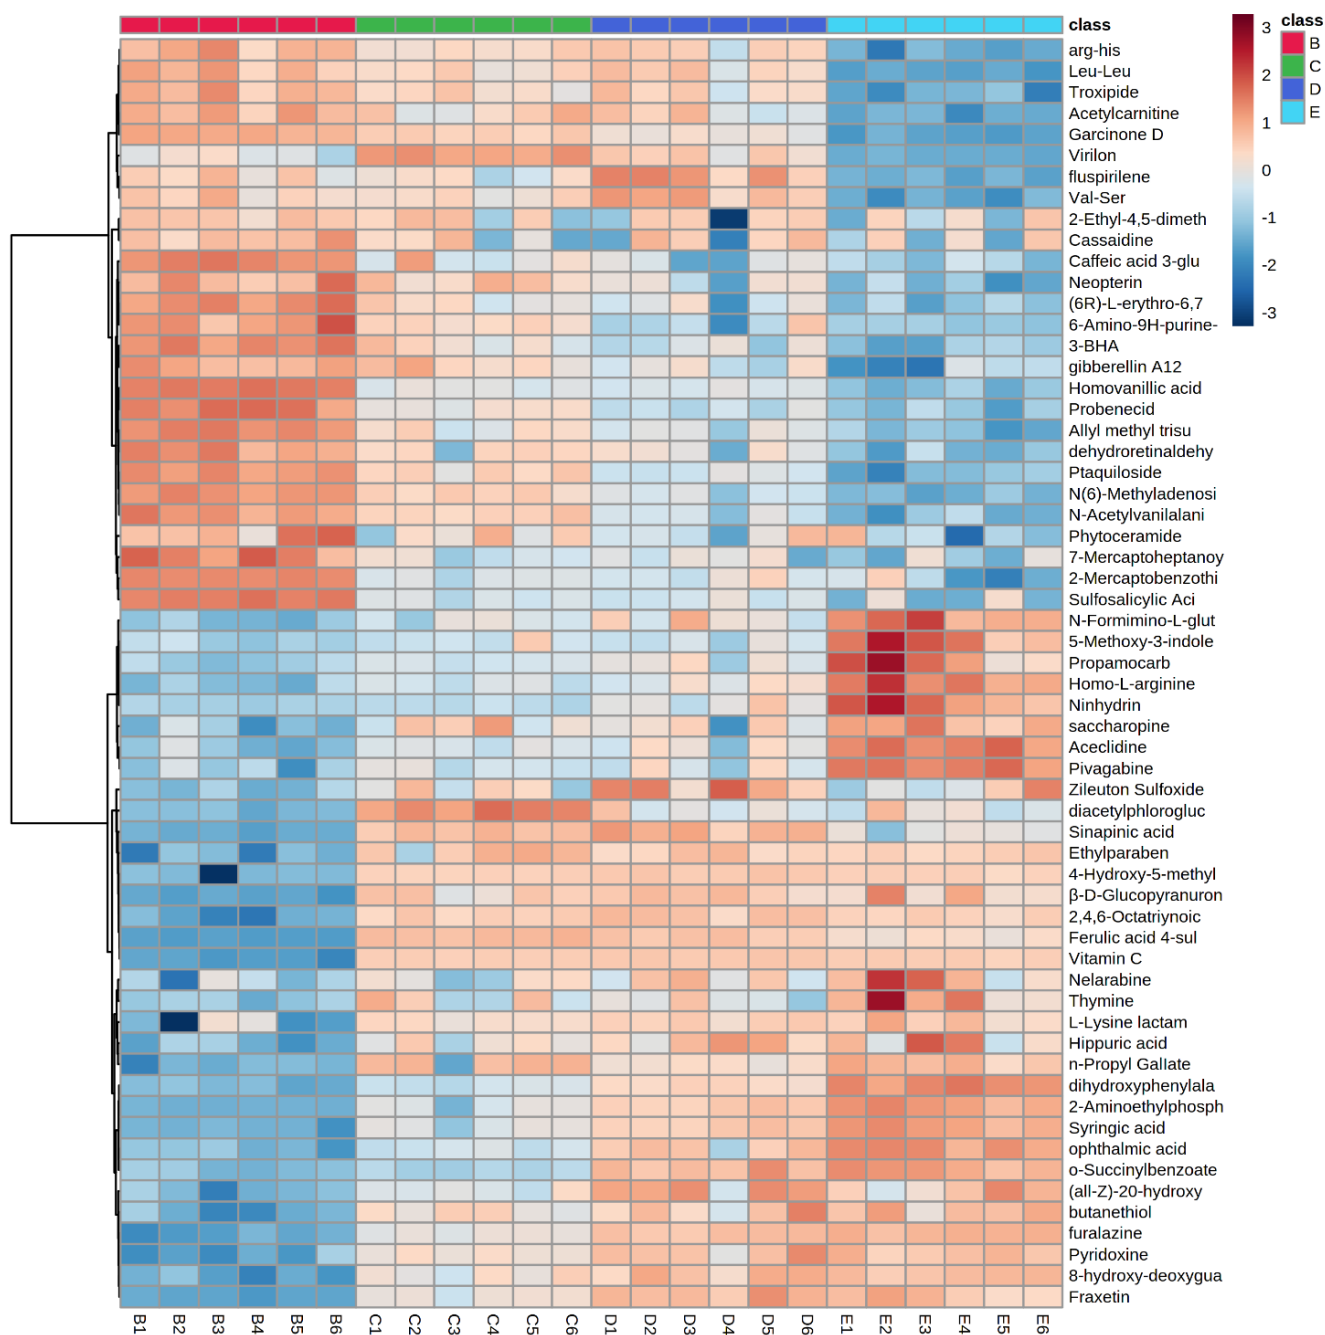 class
arg-his
Leu-Leu
Troxipide
Acetylcarnitine
Garcinone D
Virilon
fluspirilene
Val-Ser
2-Ethyl-4,5-dimeth
Cassaidine
Caffeic acid 3-glu
Neopterin
(6R)-L-erythro-6,7
6-Amino-9H-purine-
3-BHA
gibberellin A12
Homovanillic acid
Probenecid
Allyl methyl trisu
dehydroretinaldehy
Ptaquiloside
N(6)-Methyladenosi
N-Acetylvanilalani
Phytoceramide
7-Mercaptoheptanoy
2-Mercaptobenzothi
Sulfosalicylic Aci
N-Formimino-L-glut
5-Methoxy-3-indole
Propamocarb
Homo-L-arginine
Ninhydrin
saccharopine
Aceclidine
Pivagabine
Zileuton Sulfoxide
diacetylphlorogluc
Sinapinic acid
Ethylparaben
4-Hydroxy-5-methyl
β-D-Glucopyranuron
2,4,6-Octatriynoic
Ferulic acid 4-sul
Vitamin C
Nelarabine
Thymine
L-Lysine lactam
Hippuric acid
n-Propyl Gallate
dihydroxyphenylala
2-Aminoethylphosph
Syringic acid
ophthalmic acid
o-Succinylbenzoate
(all-Z)-20-hydroxy
butanethiol
furalazine
Pyridoxine
8-hydroxy-deoxygua
Fraxetin
3
2
1
0
-1
-2
-3
class
B
C
D
E
B1
B2
B3
B4
B5
B6
C1
C2
C3
C4
C5
C6
D1
D2
D3
D4
D5
D6
E1
E2
E3
E4
E5
E6